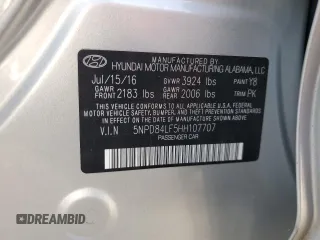 MANUFACTURED BY
HYUNDAI MOTOR MANUFACTURING ALABAMA, LLC
Jul/15/16 GVWR 3924 lbs PAINT Y8
GAWR FRONT 2183 lbs GAWR REAR 2006 lbs TRIM PK
THIS VEHICLE CONFORMS TO ALL APPLICABLE FEDERAL
MOTOR VEHICLE SAFETY, BUMPER, AND THEFT PREVENTION
STANDARDS IN EFFECT ON THE DATE OF MANUFACTURE SHOWN ABOVE.
V.I.N 5NPD84LF5HH107707
PASSENGER CAR
© BIDINFO